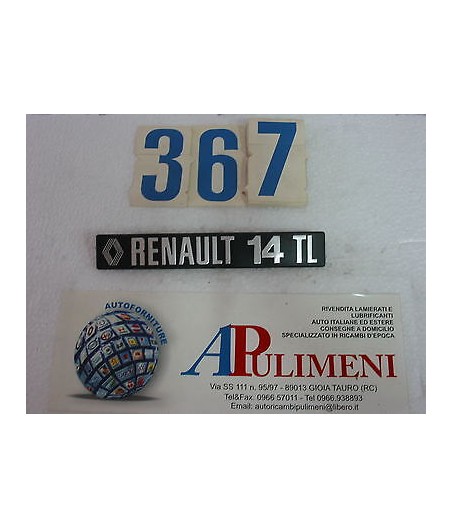 367
RENAULT 14 TL
AUTOFORNITURE
RIVENDITA LAMIERATI E
LUBRIFICANTI
AUTO ITALIANE ED ESTERE
CONSEGNE A DOMICILIO
SPECIALIZZATO IN RICAMBI D'EPOCA
APULIMENI
Via SS 111 n. 95/97 - 89013 GIOIA TAURO (RC)
Tel&Fax. 0966 57011 - Tel 0966.938893
Email: autoricambipulimeni@libero.it